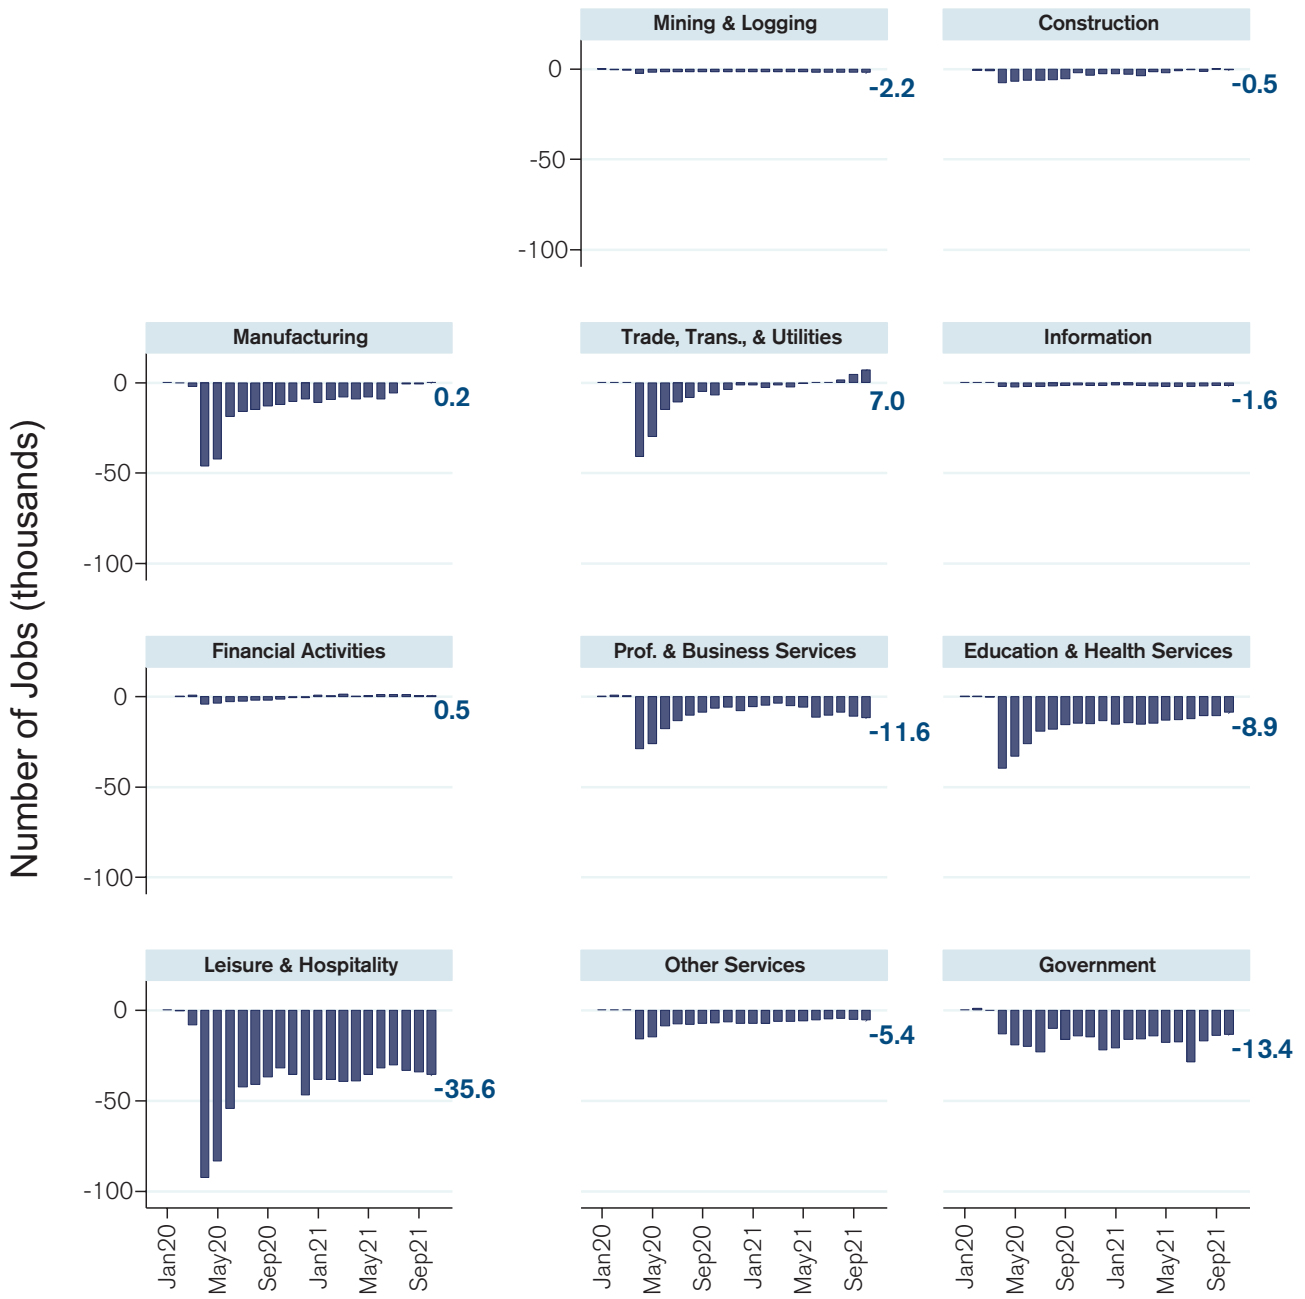 Mining & Logging
Construction
0
-2.2
-0.5
-50
-100
Manufacturing
Trade, Trans., & Utilities
Information
0
0.2
7.0
-1.6
-50
-100
Number of Jobs (thousands)
Financial Activities
Prof. & Business Services
Education & Health Services
0
0.5
-11.6
-8.9
-50
-100
Leisure & Hospitality
Other Services
Government
0
-35.6
-5.4
-13.4
-50
-100
Jan20 May20 Sep20 Jan21 May21 Sep21
Jan20 May20 Sep20 Jan21 May21 Sep21
Jan20 May20 Sep20 Jan21 May21 Sep21